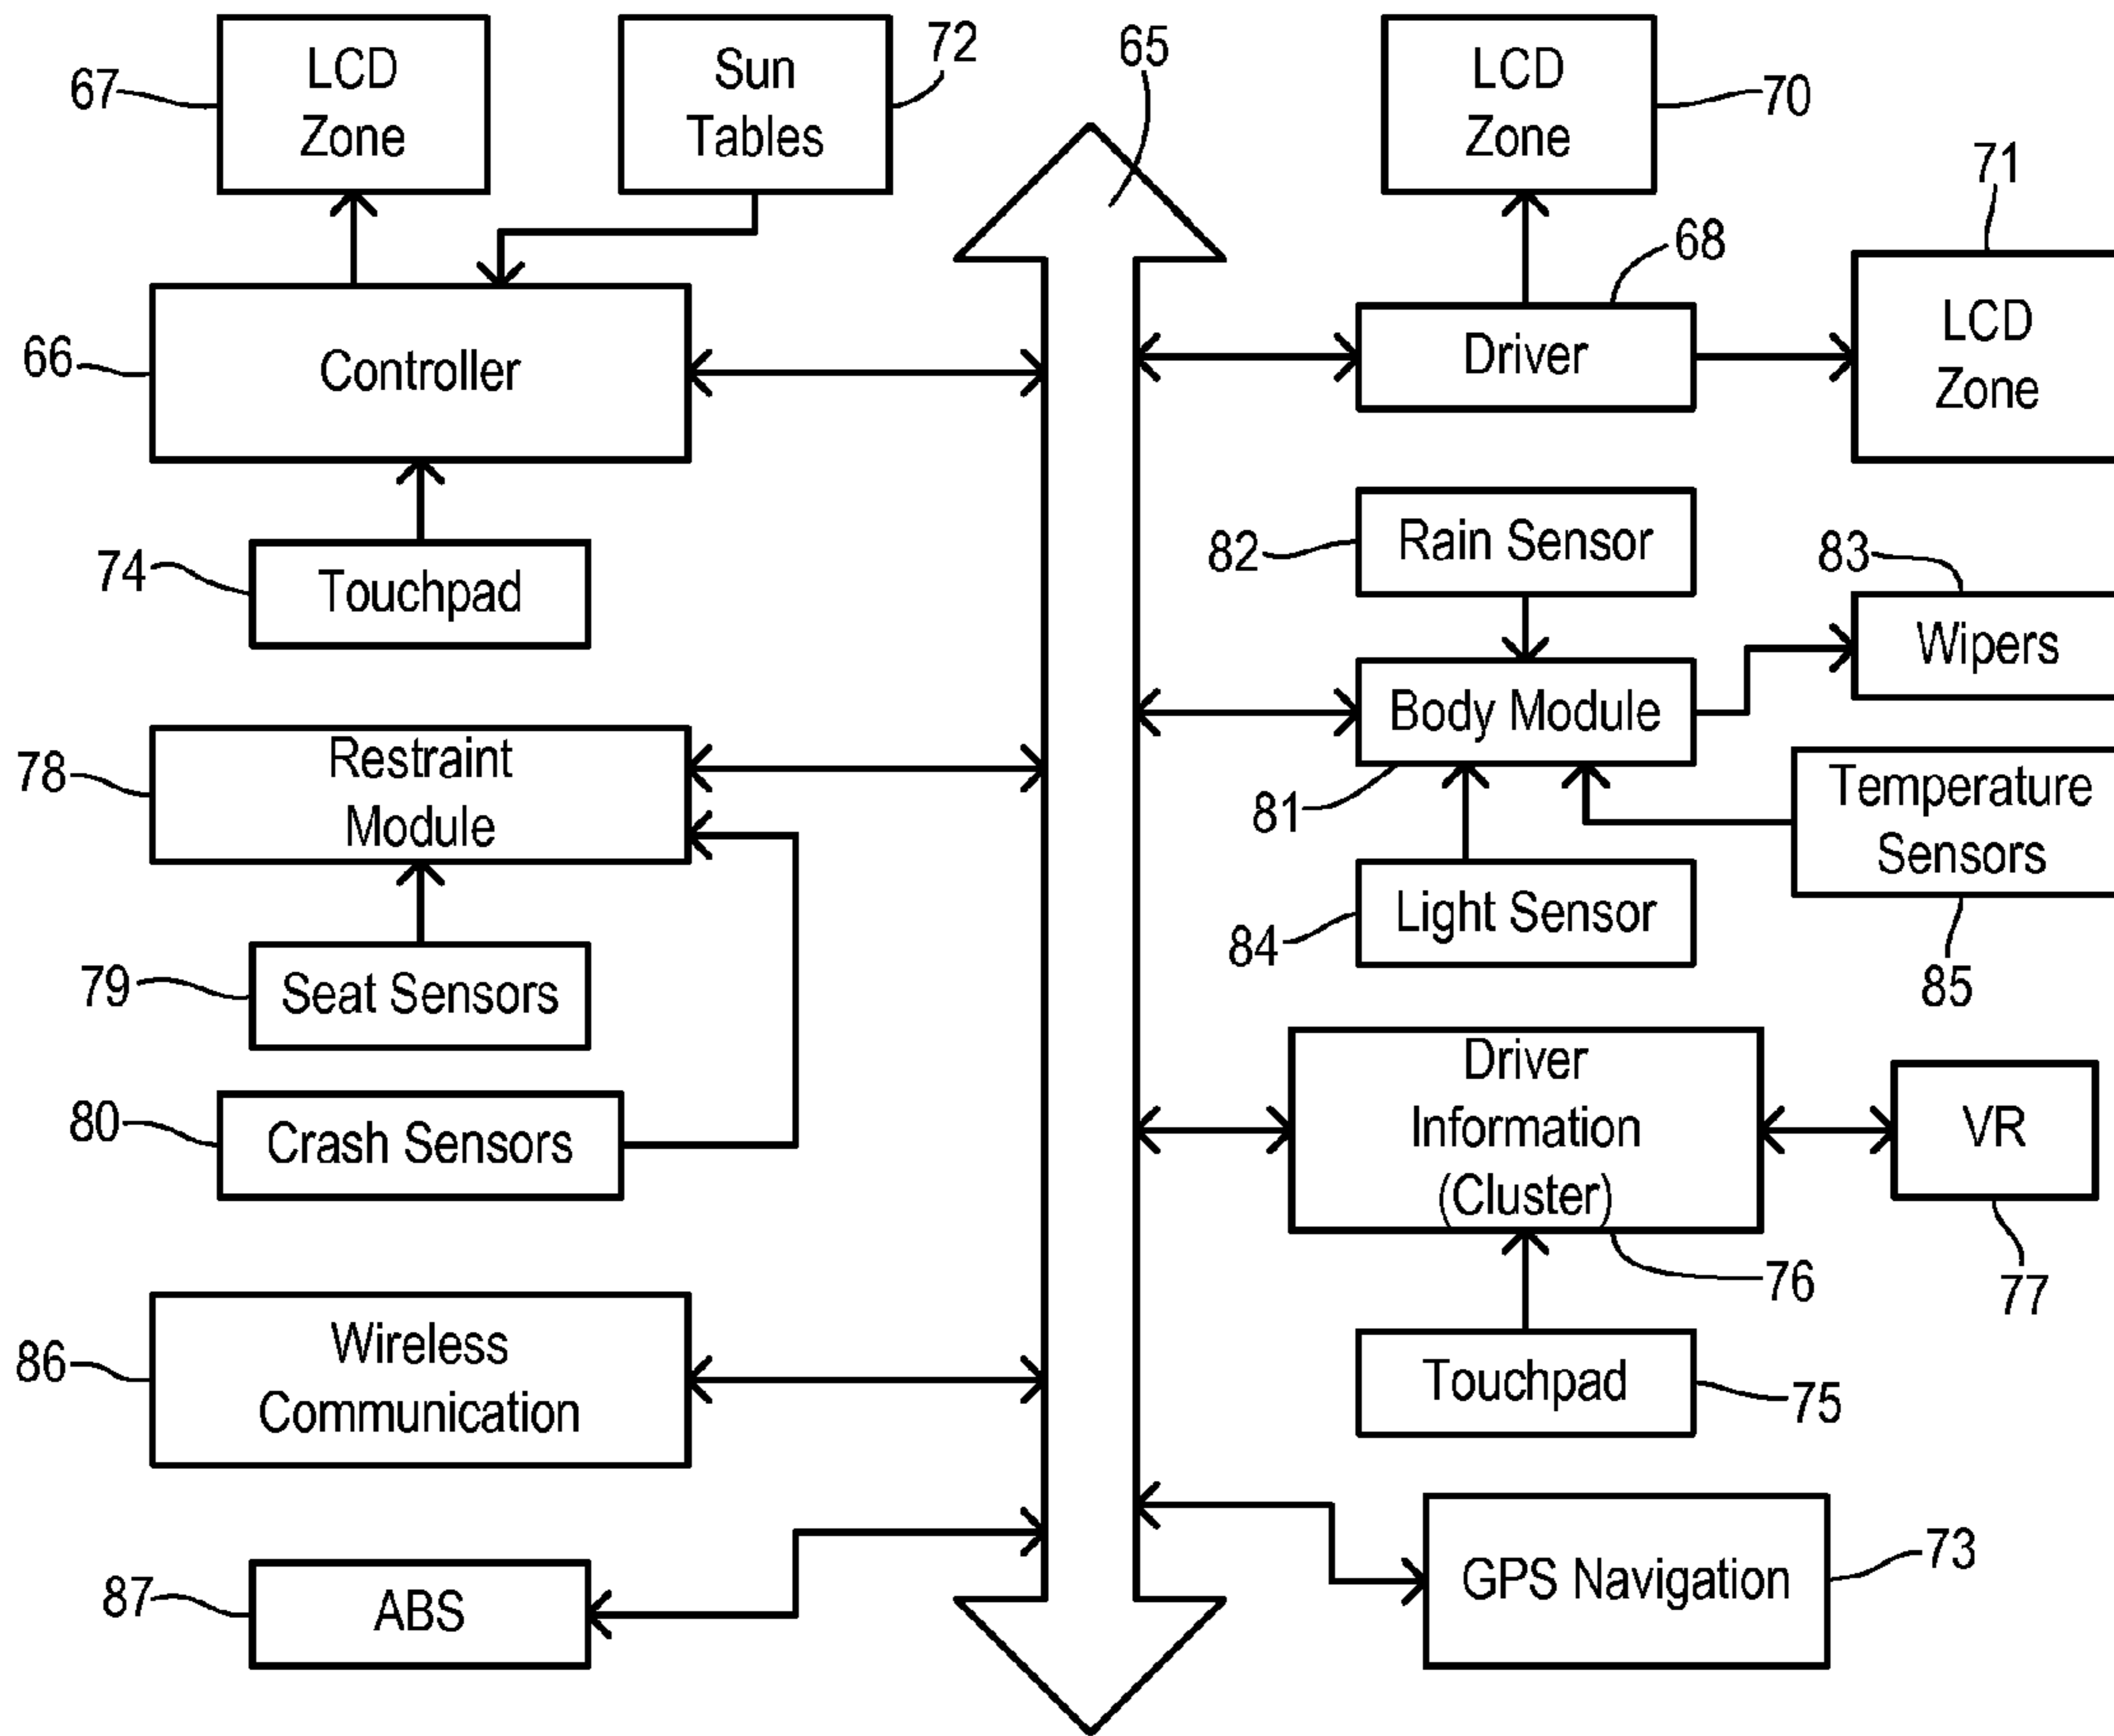 LCD
Zone
67
Sun
Tables
72
65
LCD
Zone
70
71
68
LCD
Zone
66
Controller
Driver
74
Touchpad
82
Rain Sensor
83
Wipers
78
Restraint
Module
Body Module
81
Temperature
Sensors
85
84
Light Sensor
79
Seat Sensors
80
Crash Sensors
Driver
Information
(Cluster)
76
VR
77
86
Wireless
Communication
Touchpad
75
87
ABS
GPS Navigation
73